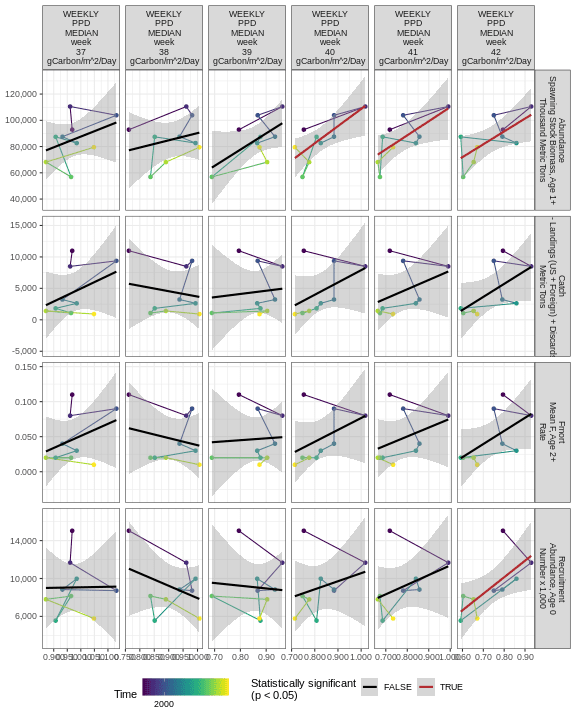 WEEKLY
PPD
MEDIAN
week
37
gCarbon/m^2/Day
WEEKLY
PPD
MEDIAN
week
38
gCarbon/m^2/Day
WEEKLY
PPD
MEDIAN
week
39
gCarbon/m^2/Day
WEEKLY
PPD
MEDIAN
week
40
gCarbon/m^2/Day
WEEKLY
PPD
MEDIAN
week
41
gCarbon/m^2/Day
WEEKLY
PPD
MEDIAN
week
42
gCarbon/m^2/Day
120,000
100,000
80,000
60,000
40,000
Abundance
Spawning Stock Biomass, Age 1+
Thousand Metric Tons
15,000
10,000
5,000
0
-5,000
Catch
- Landings (US + Foreign) + Discards
Metric Tons
0.150
0.100
0.050
0.000
Fmort
Mean F, Age 2+
Rate
14,000
10,000
6,000
Recruitment
Abundance, Age 0
Number x 1,000
0.80 0.90
0.700 0.800 0.900 1.000
0.60 0.70 0.80 0.90
Time
2000
Statistically significant
(p < 0.05)
FALSE
TRUE